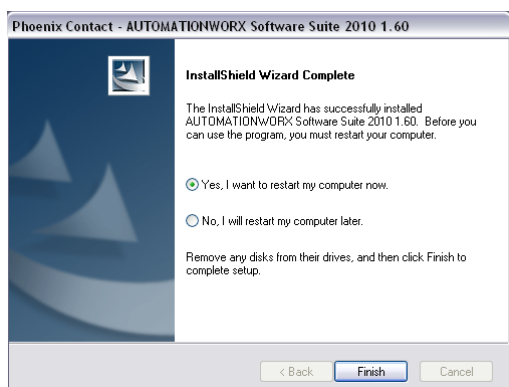 Phoenix Contact - AUTOMATIONWORX Software Suite 2010 1.60
InstallShield Wizard Complete
The InstallShield Wizard has successfully installed
AUTOMATIONWORX Software Suite 2010 1.60. Before you
can use the program, you must restart your computer.
Yes, I want to restart my computer now.
No, I will restart my computer later.
Remove any disks from their drives, and then click Finish to
complete setup.
< Back Finish Cancel